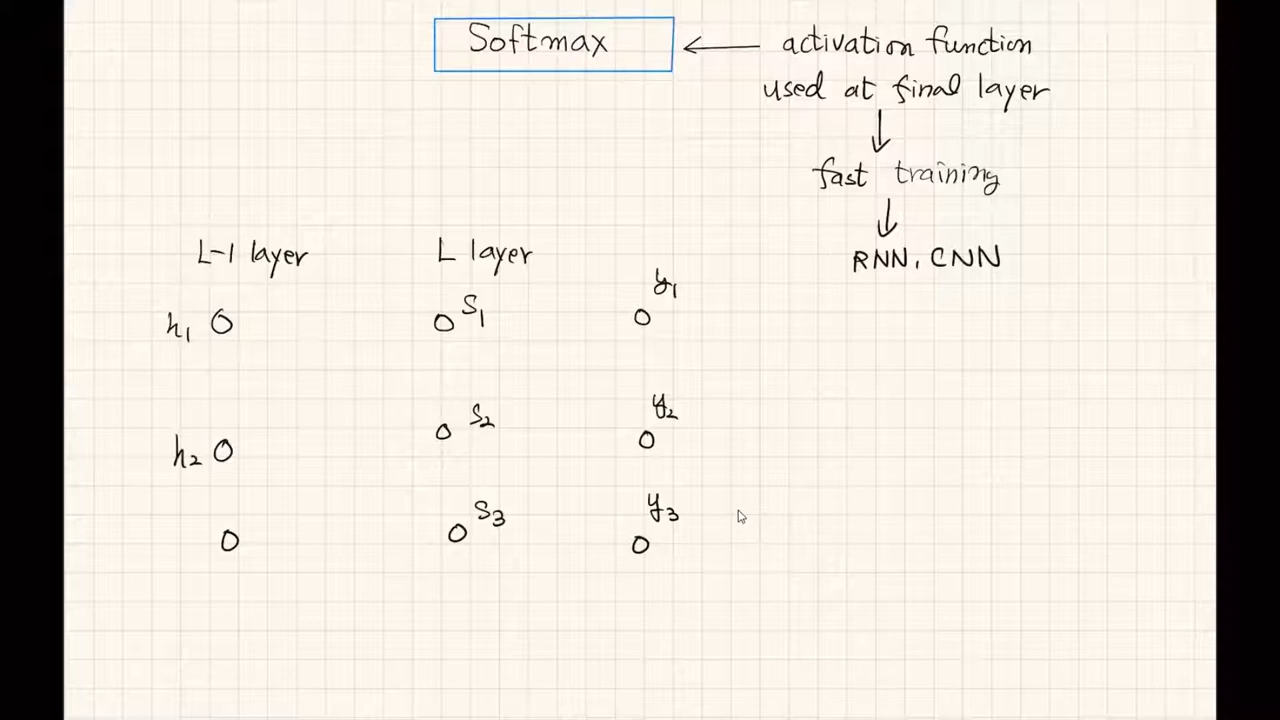 Softmax
activation function
used at final layer
fast training
RNN, CNN
L-1 layer
L layer
y1
h1
S1
y2
S2
h2
y3
S3